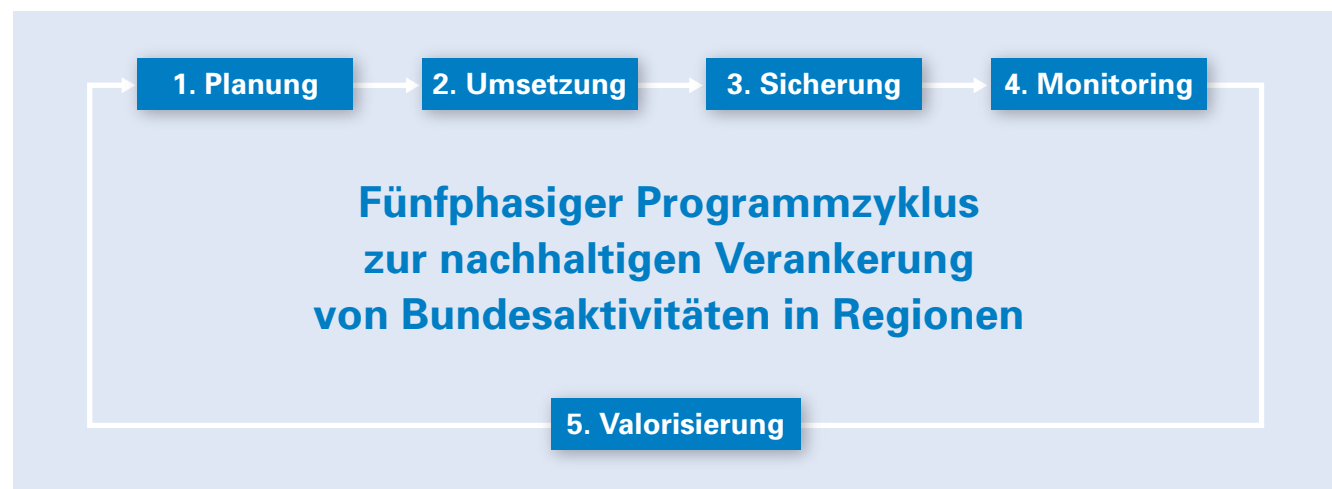 1. Planung
2. Umsetzung
3. Sicherung
4. Monitoring
Fünfphasiger Programmzyklus
zur nachhaltigen Verankerung
von Bundesaktivitäten in Regionen
5. Valorisierung